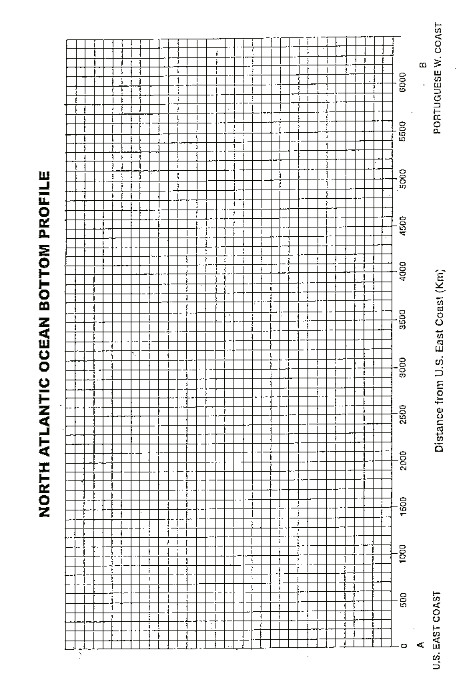 NORTH ATLANTIC OCEAN BOTTOM PROFILE
0 500 1000 1500 2000 2500 3000 3500 4000 4500 5000 5500 6000
A B
U.S. EAST COAST Distance from U.S. East Coast (Km) PORTUGUESE W. COAST